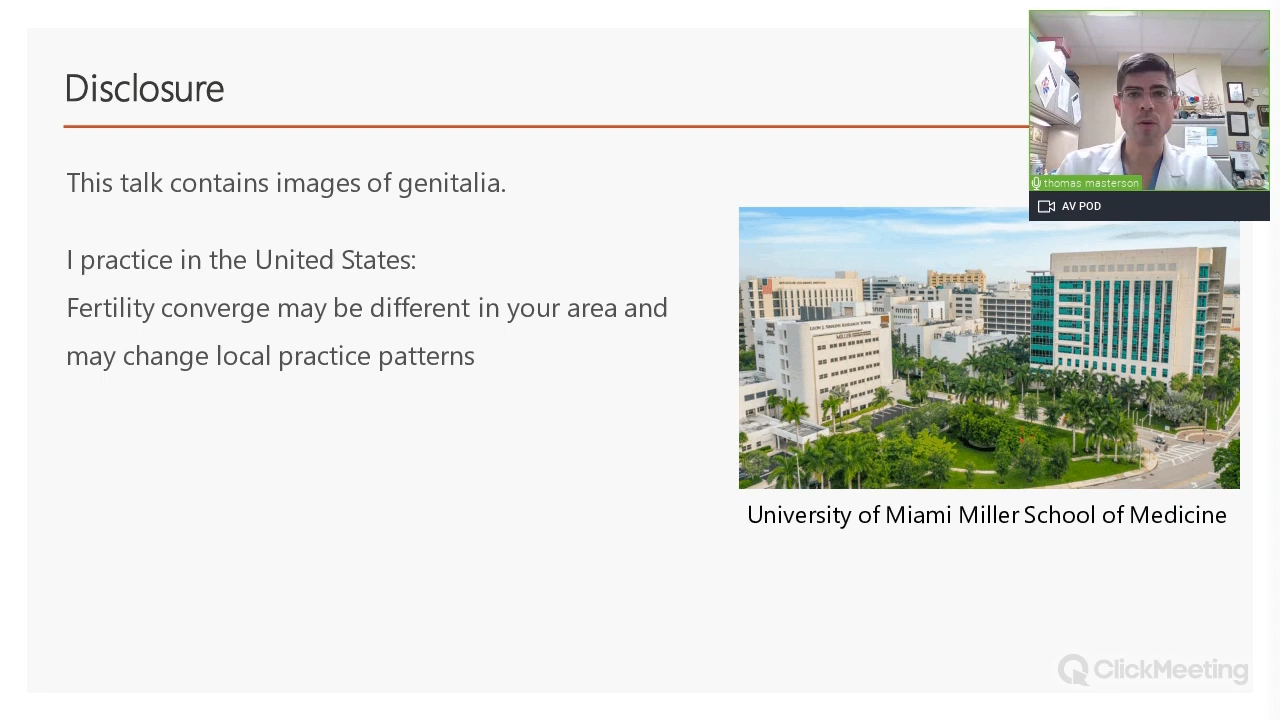 Disclosure
This talk contains images of genitalia.
I practice in the United States:
Fertility converge may be different in your area and
may change local practice patterns
thomas masterson
AV POD
MILLER
University of Miami Miller School of Medicine
ClickMeeting